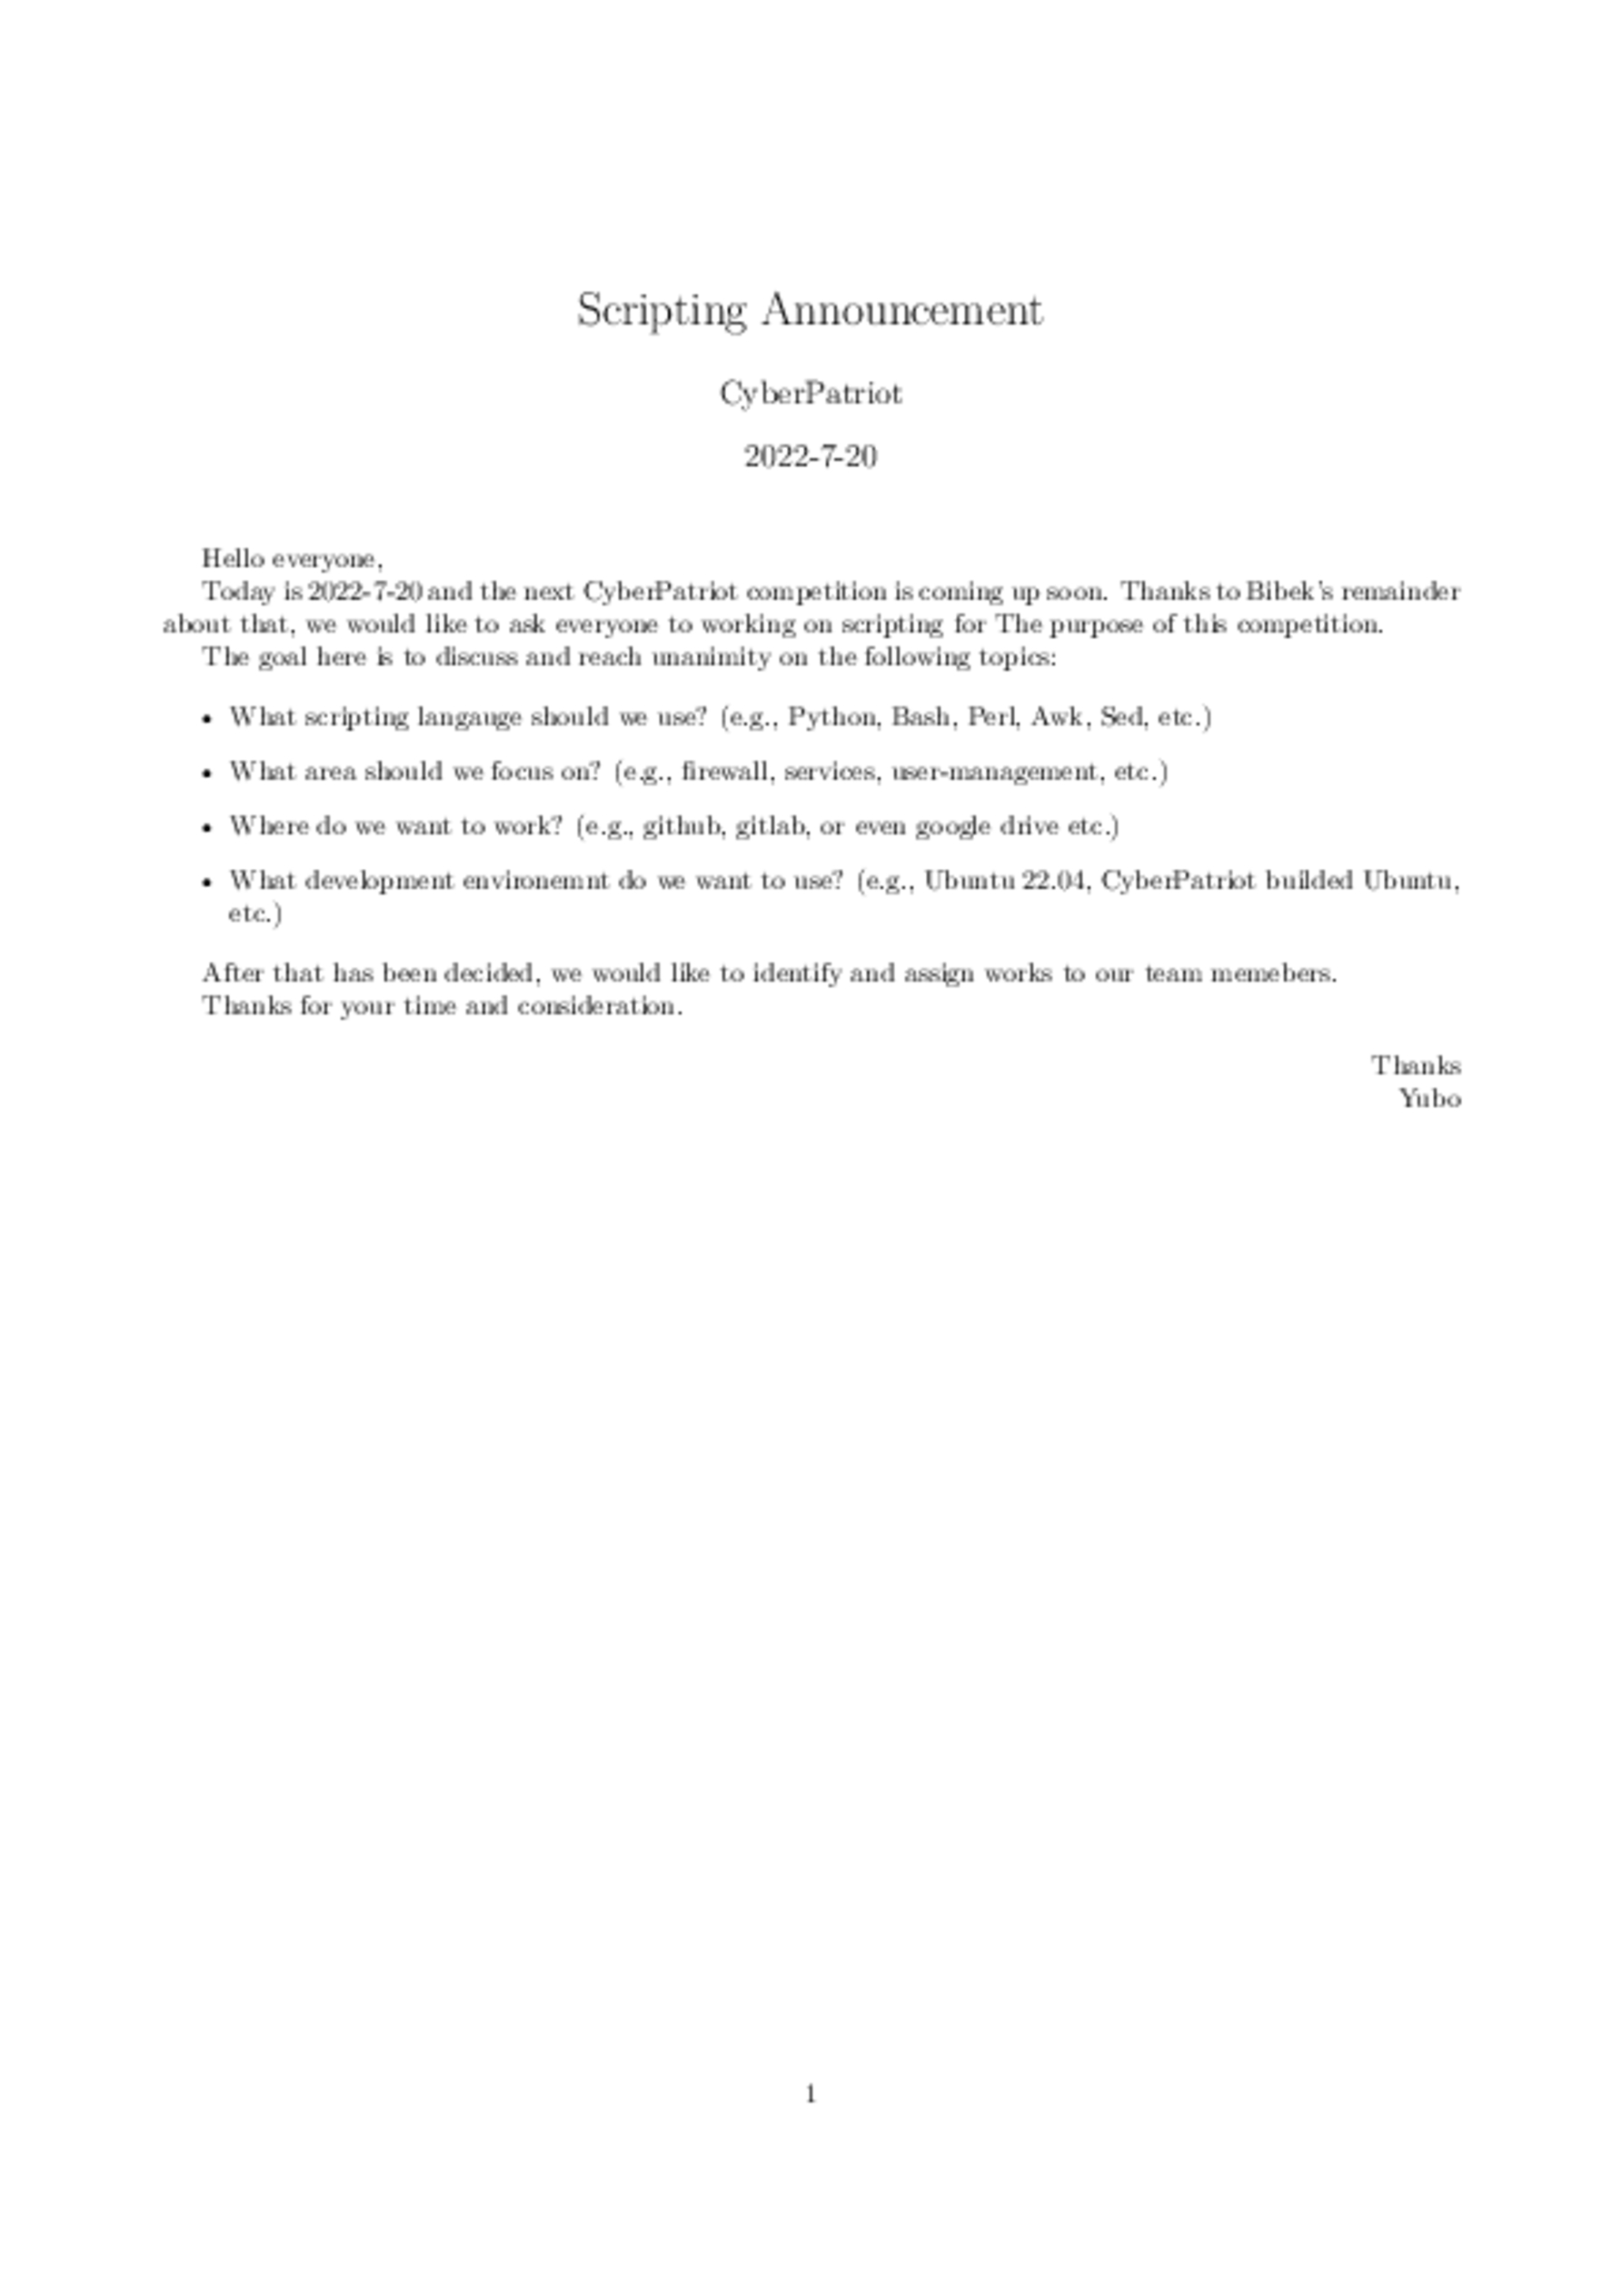 Scripting Announcement
CyberPatriot
2022-7-20
Hello everyone,
Today is 2022-7-20 and the next CyberPatriot competition is coming up soon. Thanks to Bibek's remainder
about that, we would like to ask everyone to working on scripting for The purpose of this competition.
The goal here is to discuss and reach unanimity on the following topics:
• What scripting langauge should we use? (e.g., Python, Bash, Perl, Awk, Sed, etc.)
• What area should we focus on? (e.g., firewall, services, user-management, etc.)
• Where do we want to work? (e.g., github, gitlab, or even google drive etc.)
• What development environemnt do we want to use? (e.g., Ubuntu 22.04, CyberPatriot builded Ubuntu,
etc.)
After that has been decided, we would like to identify and assign works to our team memebers.
Thanks for your time and consideration.
Thanks
Yubo
1